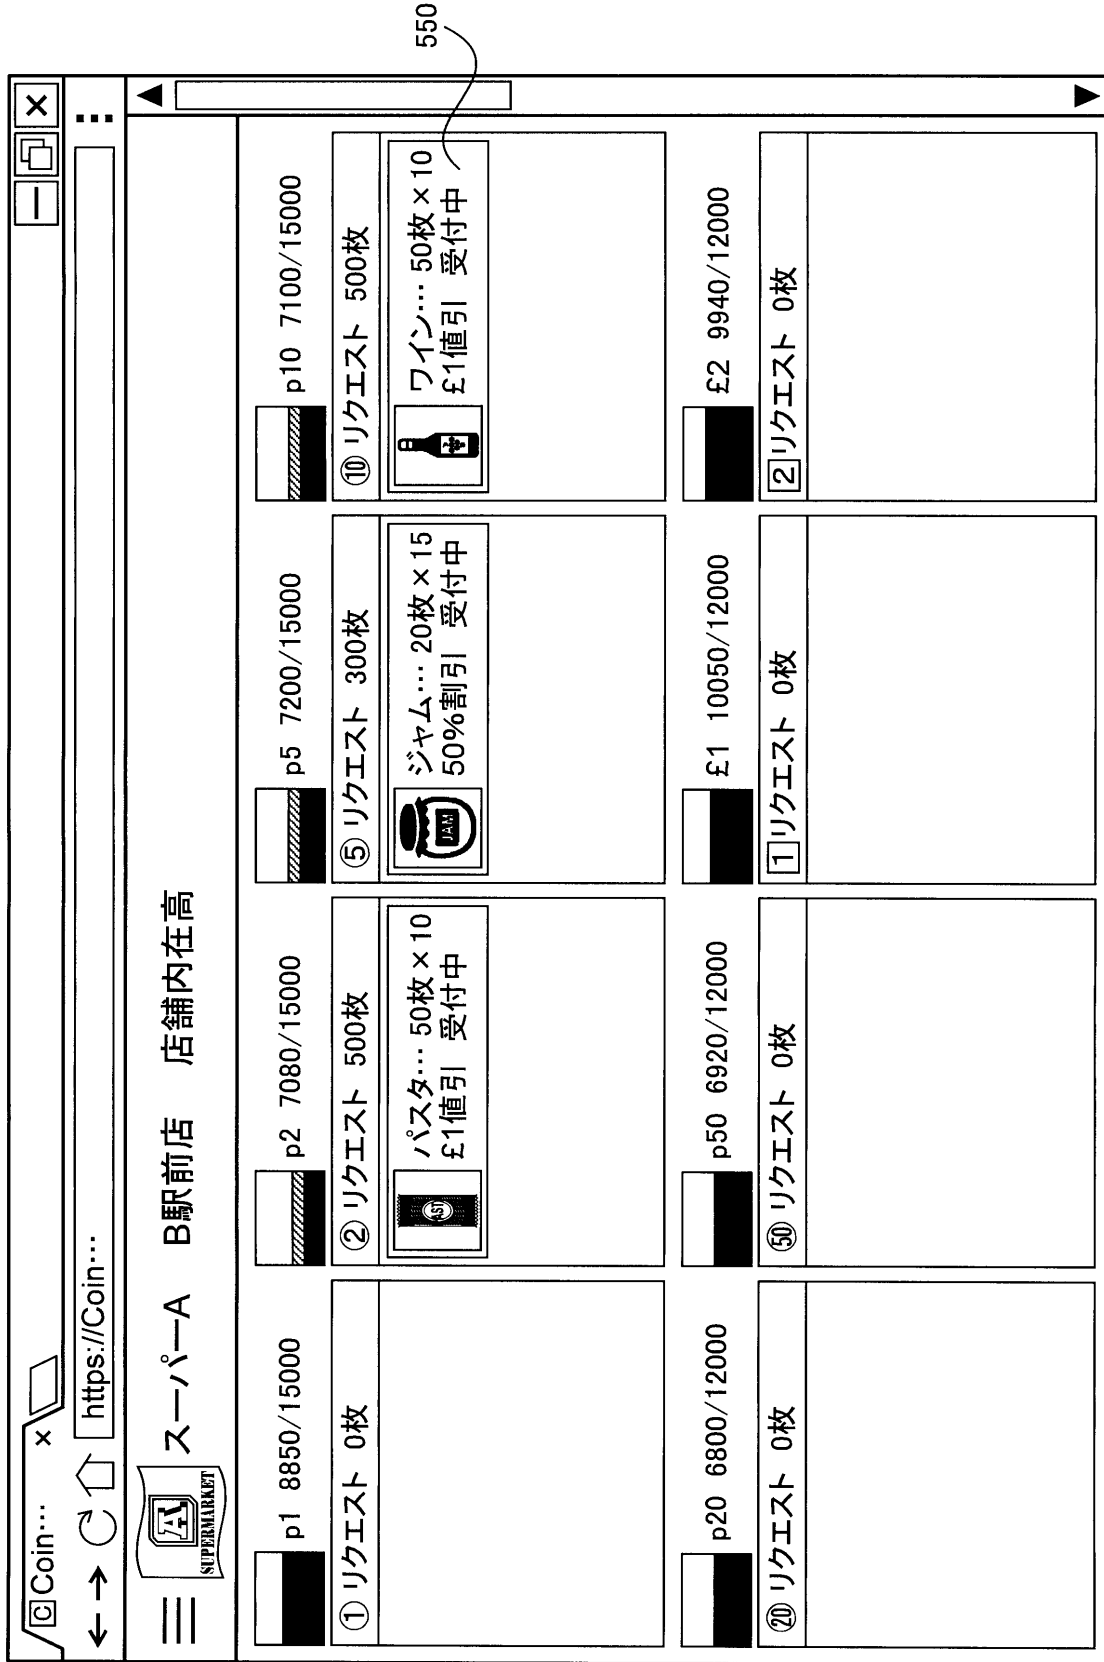 C Coin… ×
https://Coin…
A.
SUPERMARKET
スーパーA B駅前店 店舗内在高
p1 8850/15000
① リクエスト 0枚
p2 7080/15000
② リクエスト 500枚
パスタ… 50枚×10
£1値引 受付中
p5 7200/15000
⑤ リクエスト 300枚
JAM
ジャム… 20枚×15
50%割引 受付中
p10 7100/15000
⑩ リクエスト 500枚
ワイン… 50枚×10
£1値引 受付中
550
p20 6800/12000
⑳ リクエスト 0枚
p50 6920/12000
㊿ リクエスト 0枚
£1 10050/12000
1 リクエスト 0枚
£2 9940/12000
2 リクエスト 0枚